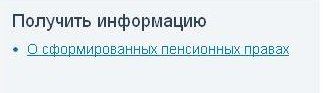 Получить информацию
• О сформированных пенсионных правах